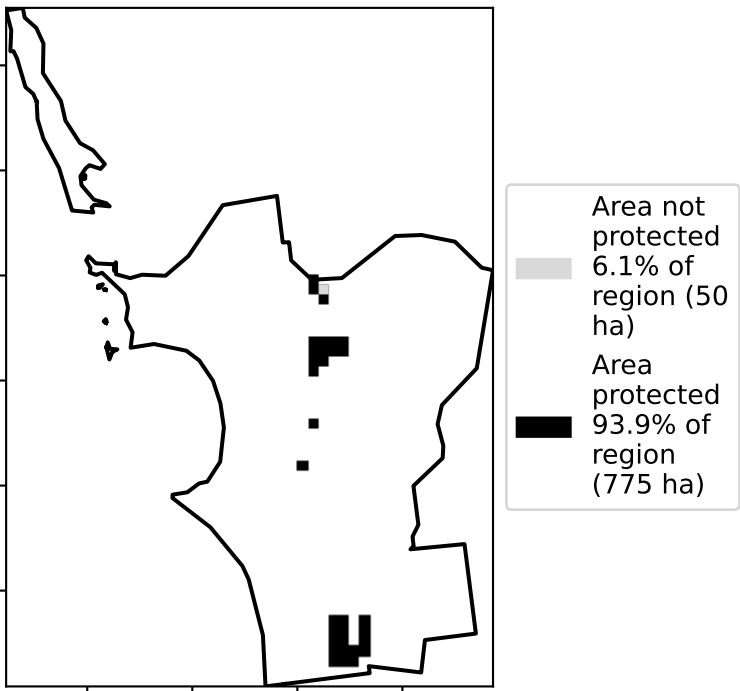 Area not
protected
6.1% of
region (50
ha)
Area
protected
93.9% of
region
(775 ha)